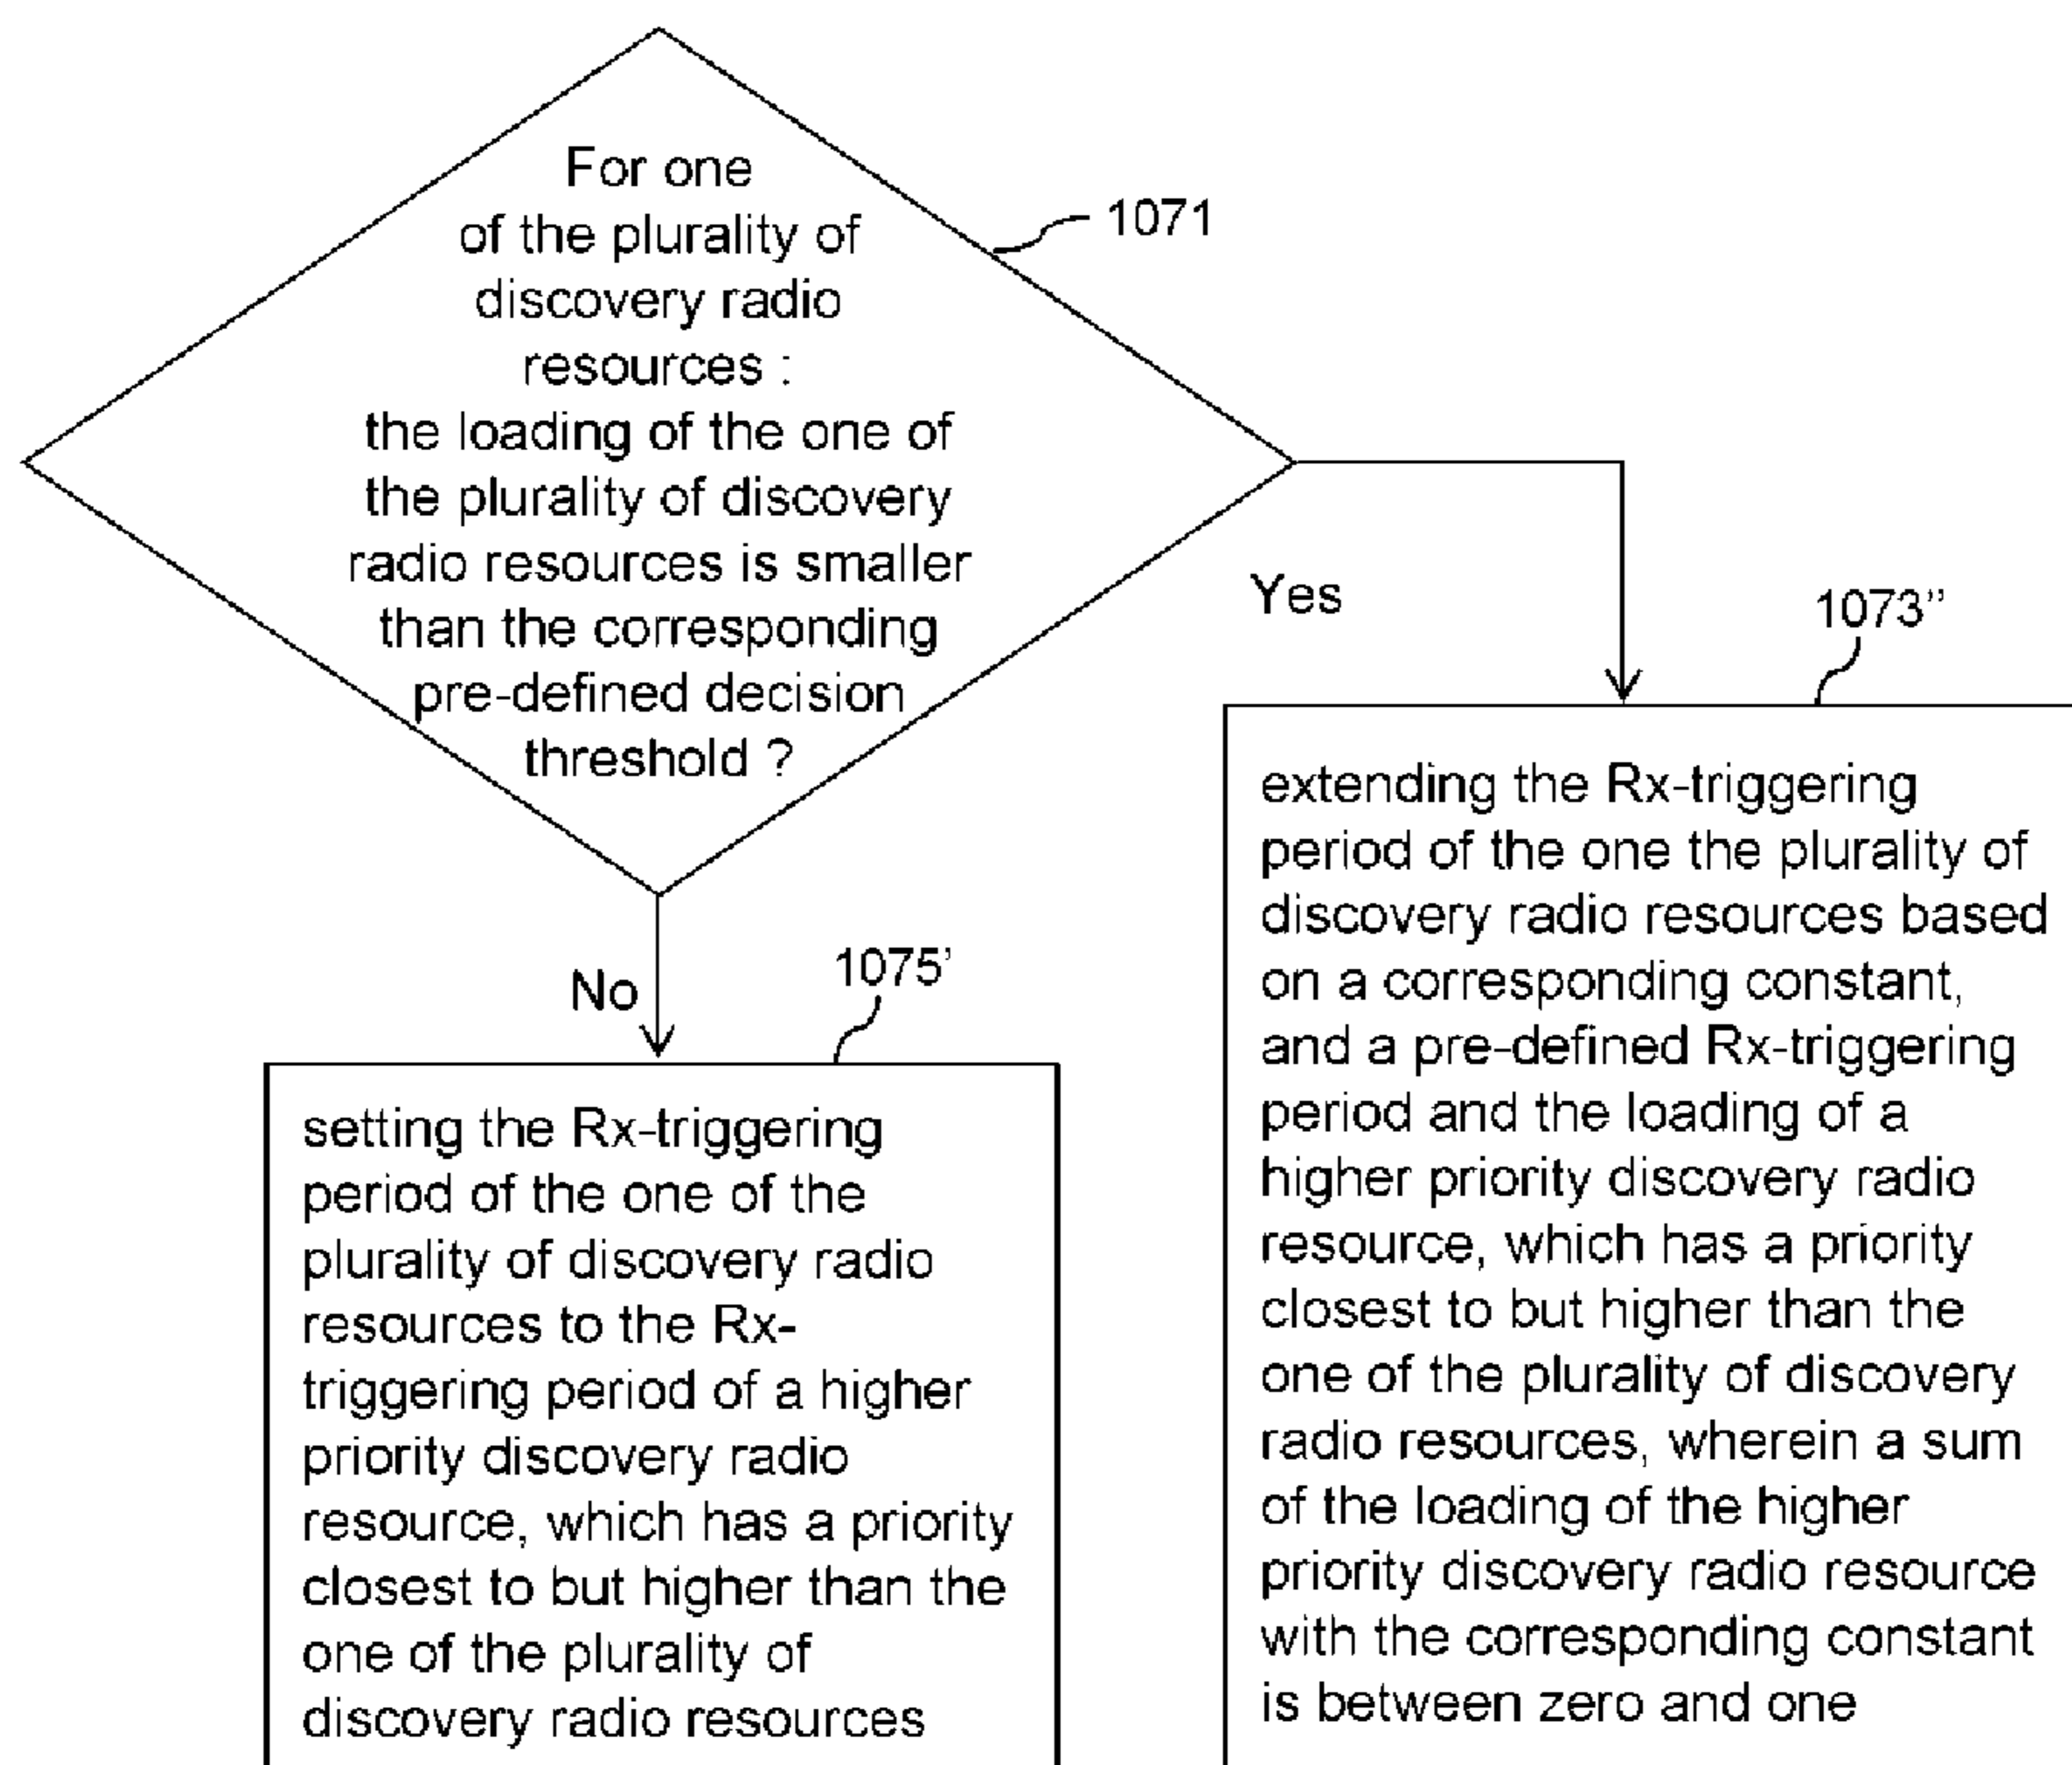 For one
of the plurality of
discovery radio
resources :
the loading of the one of
the plurality of discovery
radio resources is smaller
than the corresponding
pre-defined decision
threshold ?
1071
Yes
1073"
extending the Rx-triggering
period of the one the plurality of
discovery radio resources based
on a corresponding constant,
and a pre-defined Rx-triggering
period and the loading of a
higher priority discovery radio
resource, which has a priority
closest to but higher than the
one of the plurality of discovery
radio resources, wherein a sum
of the loading of the higher
priority discovery radio resource
with the corresponding constant
is between zero and one
No
1075'
setting the Rx-triggering
period of the one of the
plurality of discovery radio
resources to the Rx-
triggering period of a higher
priority discovery radio
resource, which has a priority
closest to but higher than the
one of the plurality of
discovery radio resources